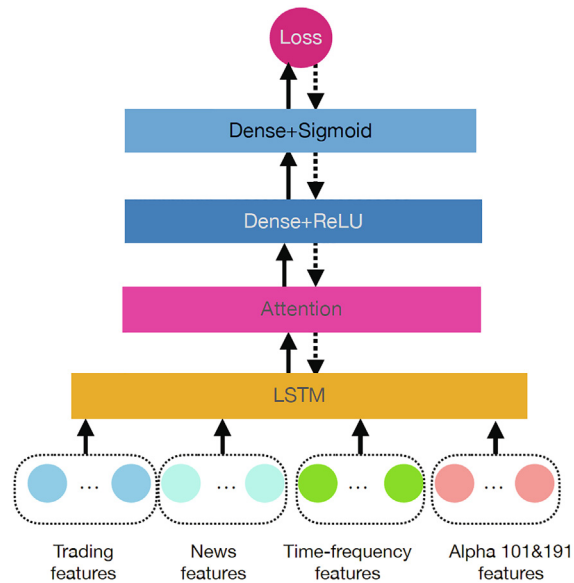 Loss
Dense+Sigmoid
Dense+ReLU
Attention
LSTM
... ... ... ...
Trading News Time-frequency Alpha 101&191
features features features features